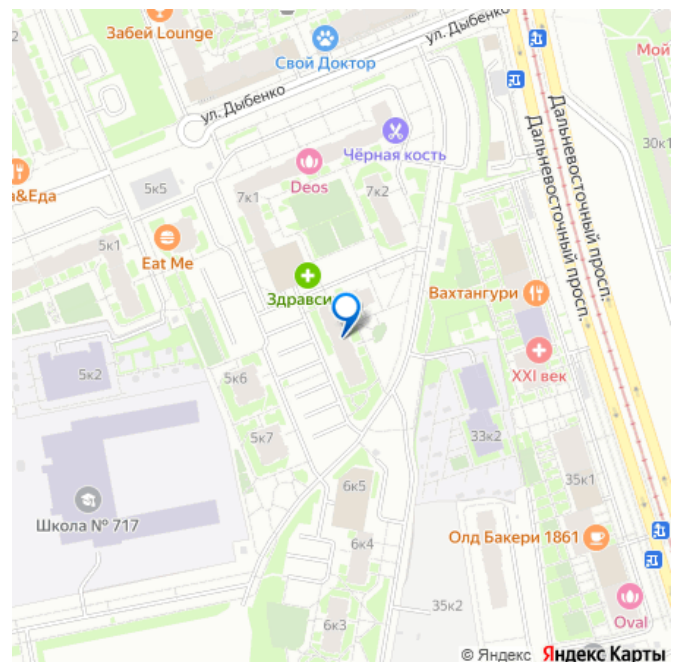 Забей Lounge
Свой Доктор
ул. Дыбенко
Мой
ул. Дыбенко
Дальневосточный просп.
Дальневосточный просп.
Чёрная кость
30к1
Deos
&Еда
5к5
7к1
7к2
5к1
Eat Me
Здравси
Вахтангури
XXI век
5к2
5к6
5к7
33к2
35к1
6к5
Школа № 717
6к4
Олд Бакери 1861
35к2
6к3
Oval
© Яндекс Яндекс Карты